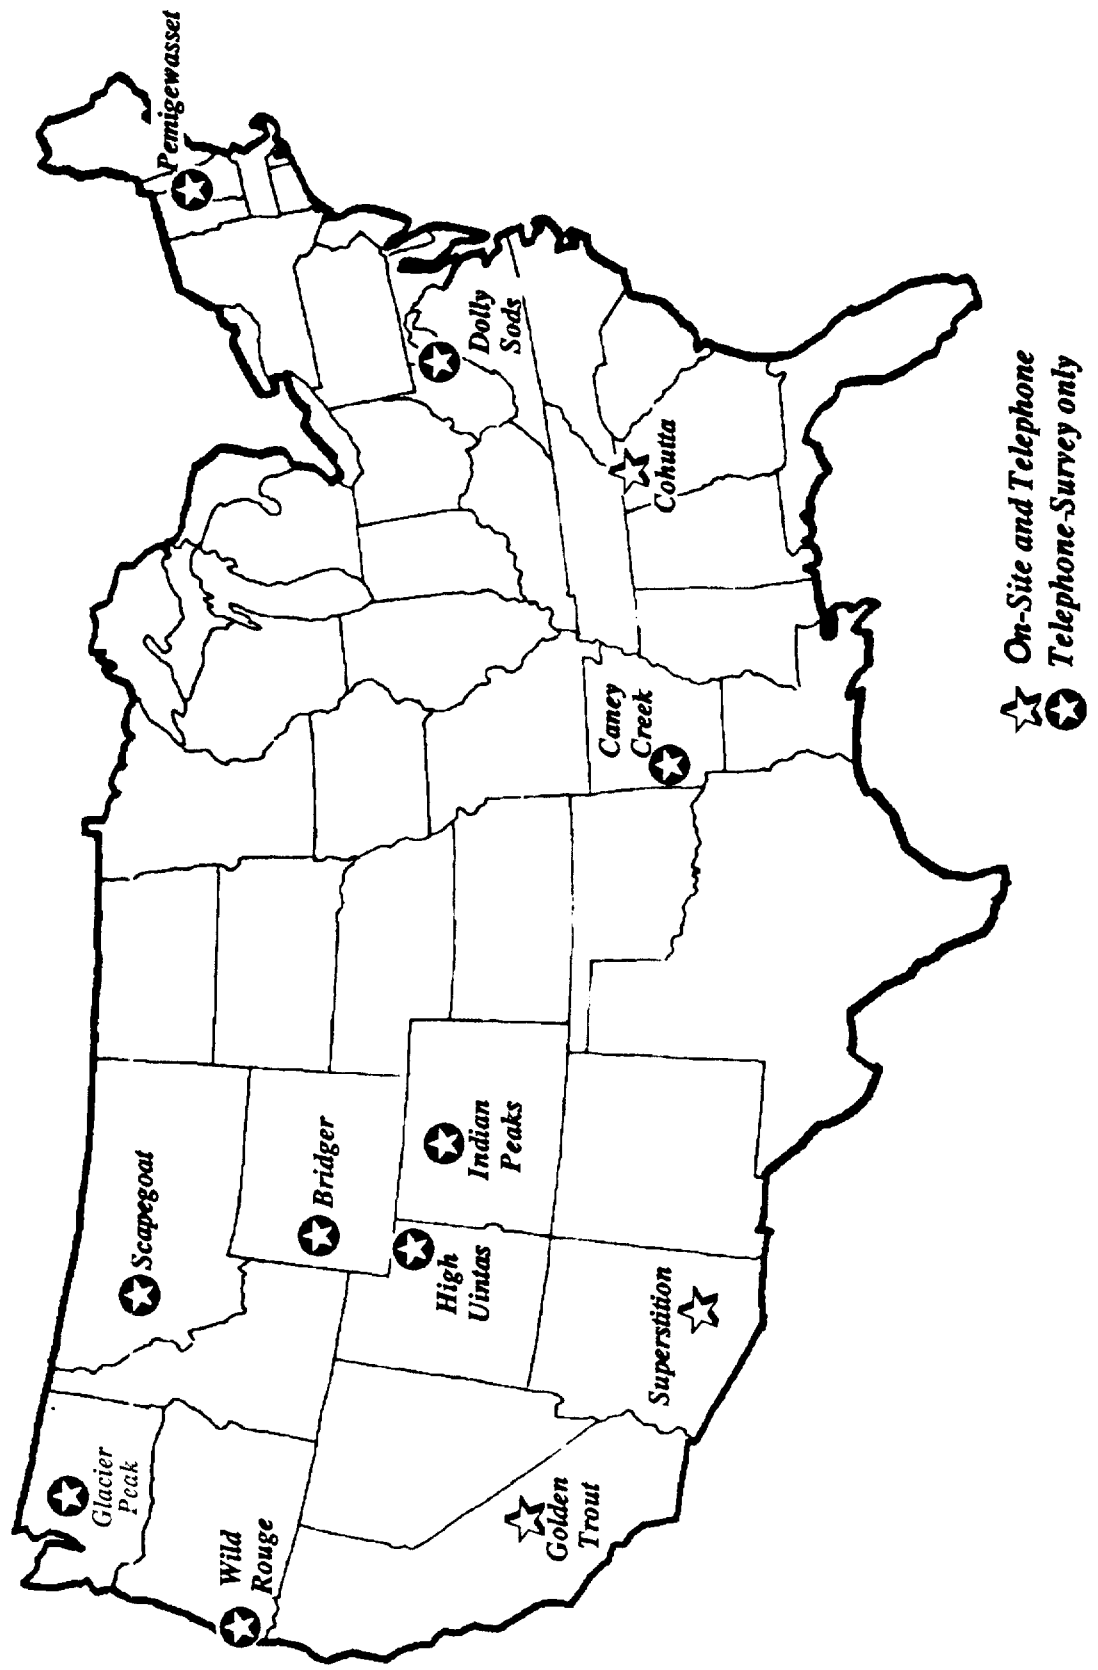 Glacier
Peak
Wild
Rouge
Scapegoat
Bridger
High
Uintas
Indian
Peaks
Golden
Trout
Superstition
Caney
Creek
Cohutta
Dolly
Sods
Pemigewasset
On-Site and Telephone
Telephone-Survey only